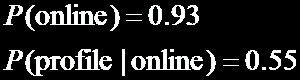 P(online) = 0.93
P(profile | online) = 0.55